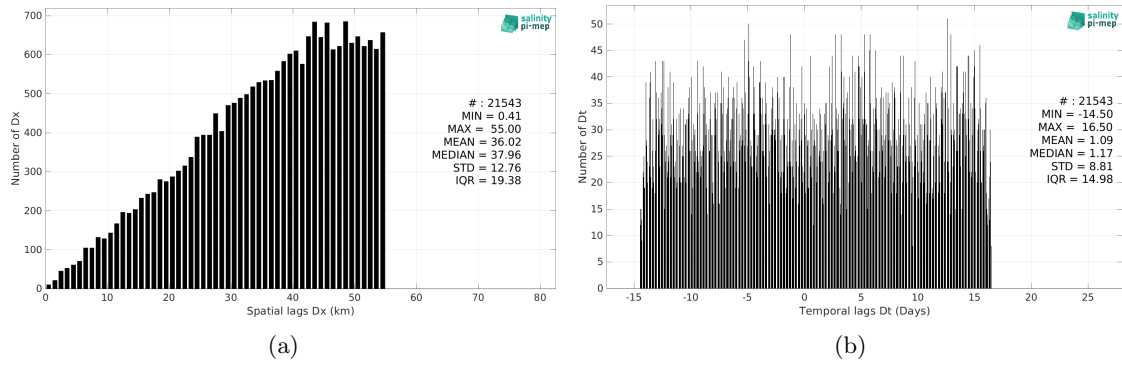 700
600
500
400
300
200
100
0
Number of Dx
0 10 20 30 40 50 60 70 80
Spatial lags Dx (km)
salinity
pi-mep
# : 21543
MIN = 0.41
MAX = 55.00
MEAN = 36.02
MEDIAN = 37.96
STD = 12.76
IQR = 19.38
(a)
50
45
40
35
30
25
20
15
10
5
0
Number of Dt
-15 -10 -5 0 5 10 15 20 25
Temporal lags Dt (Days)
salinity
pi-mep
# : 21543
MIN = -14.50
MAX = 16.50
MEAN = 1.09
MEDIAN = 1.17
STD = 8.81
IQR = 14.98
(b)